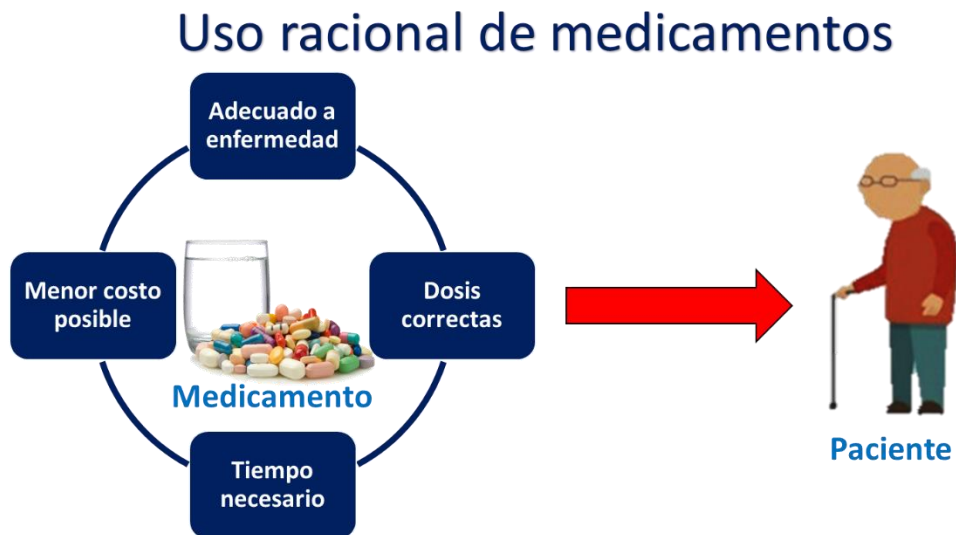 Uso racional de medicamentos
Adecuado a
enfermedad
Menor costo
posible
Dosis
correctas
Medicamento
Tiempo
necesario
Paciente